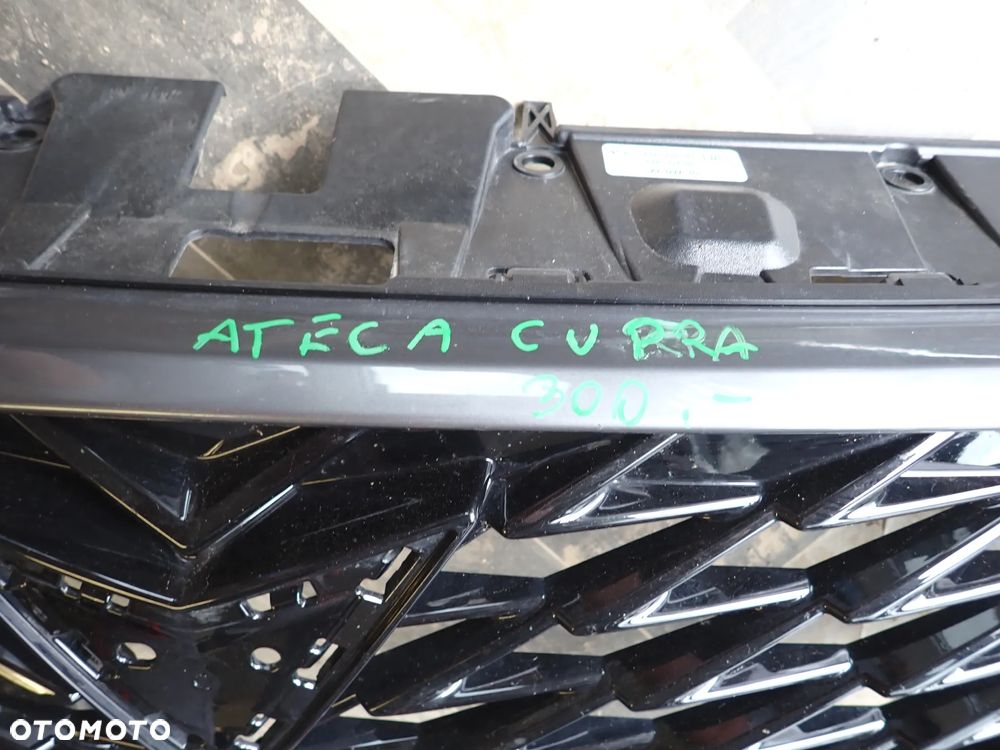 ATECA CUPRA
300.-
OTOMOTO